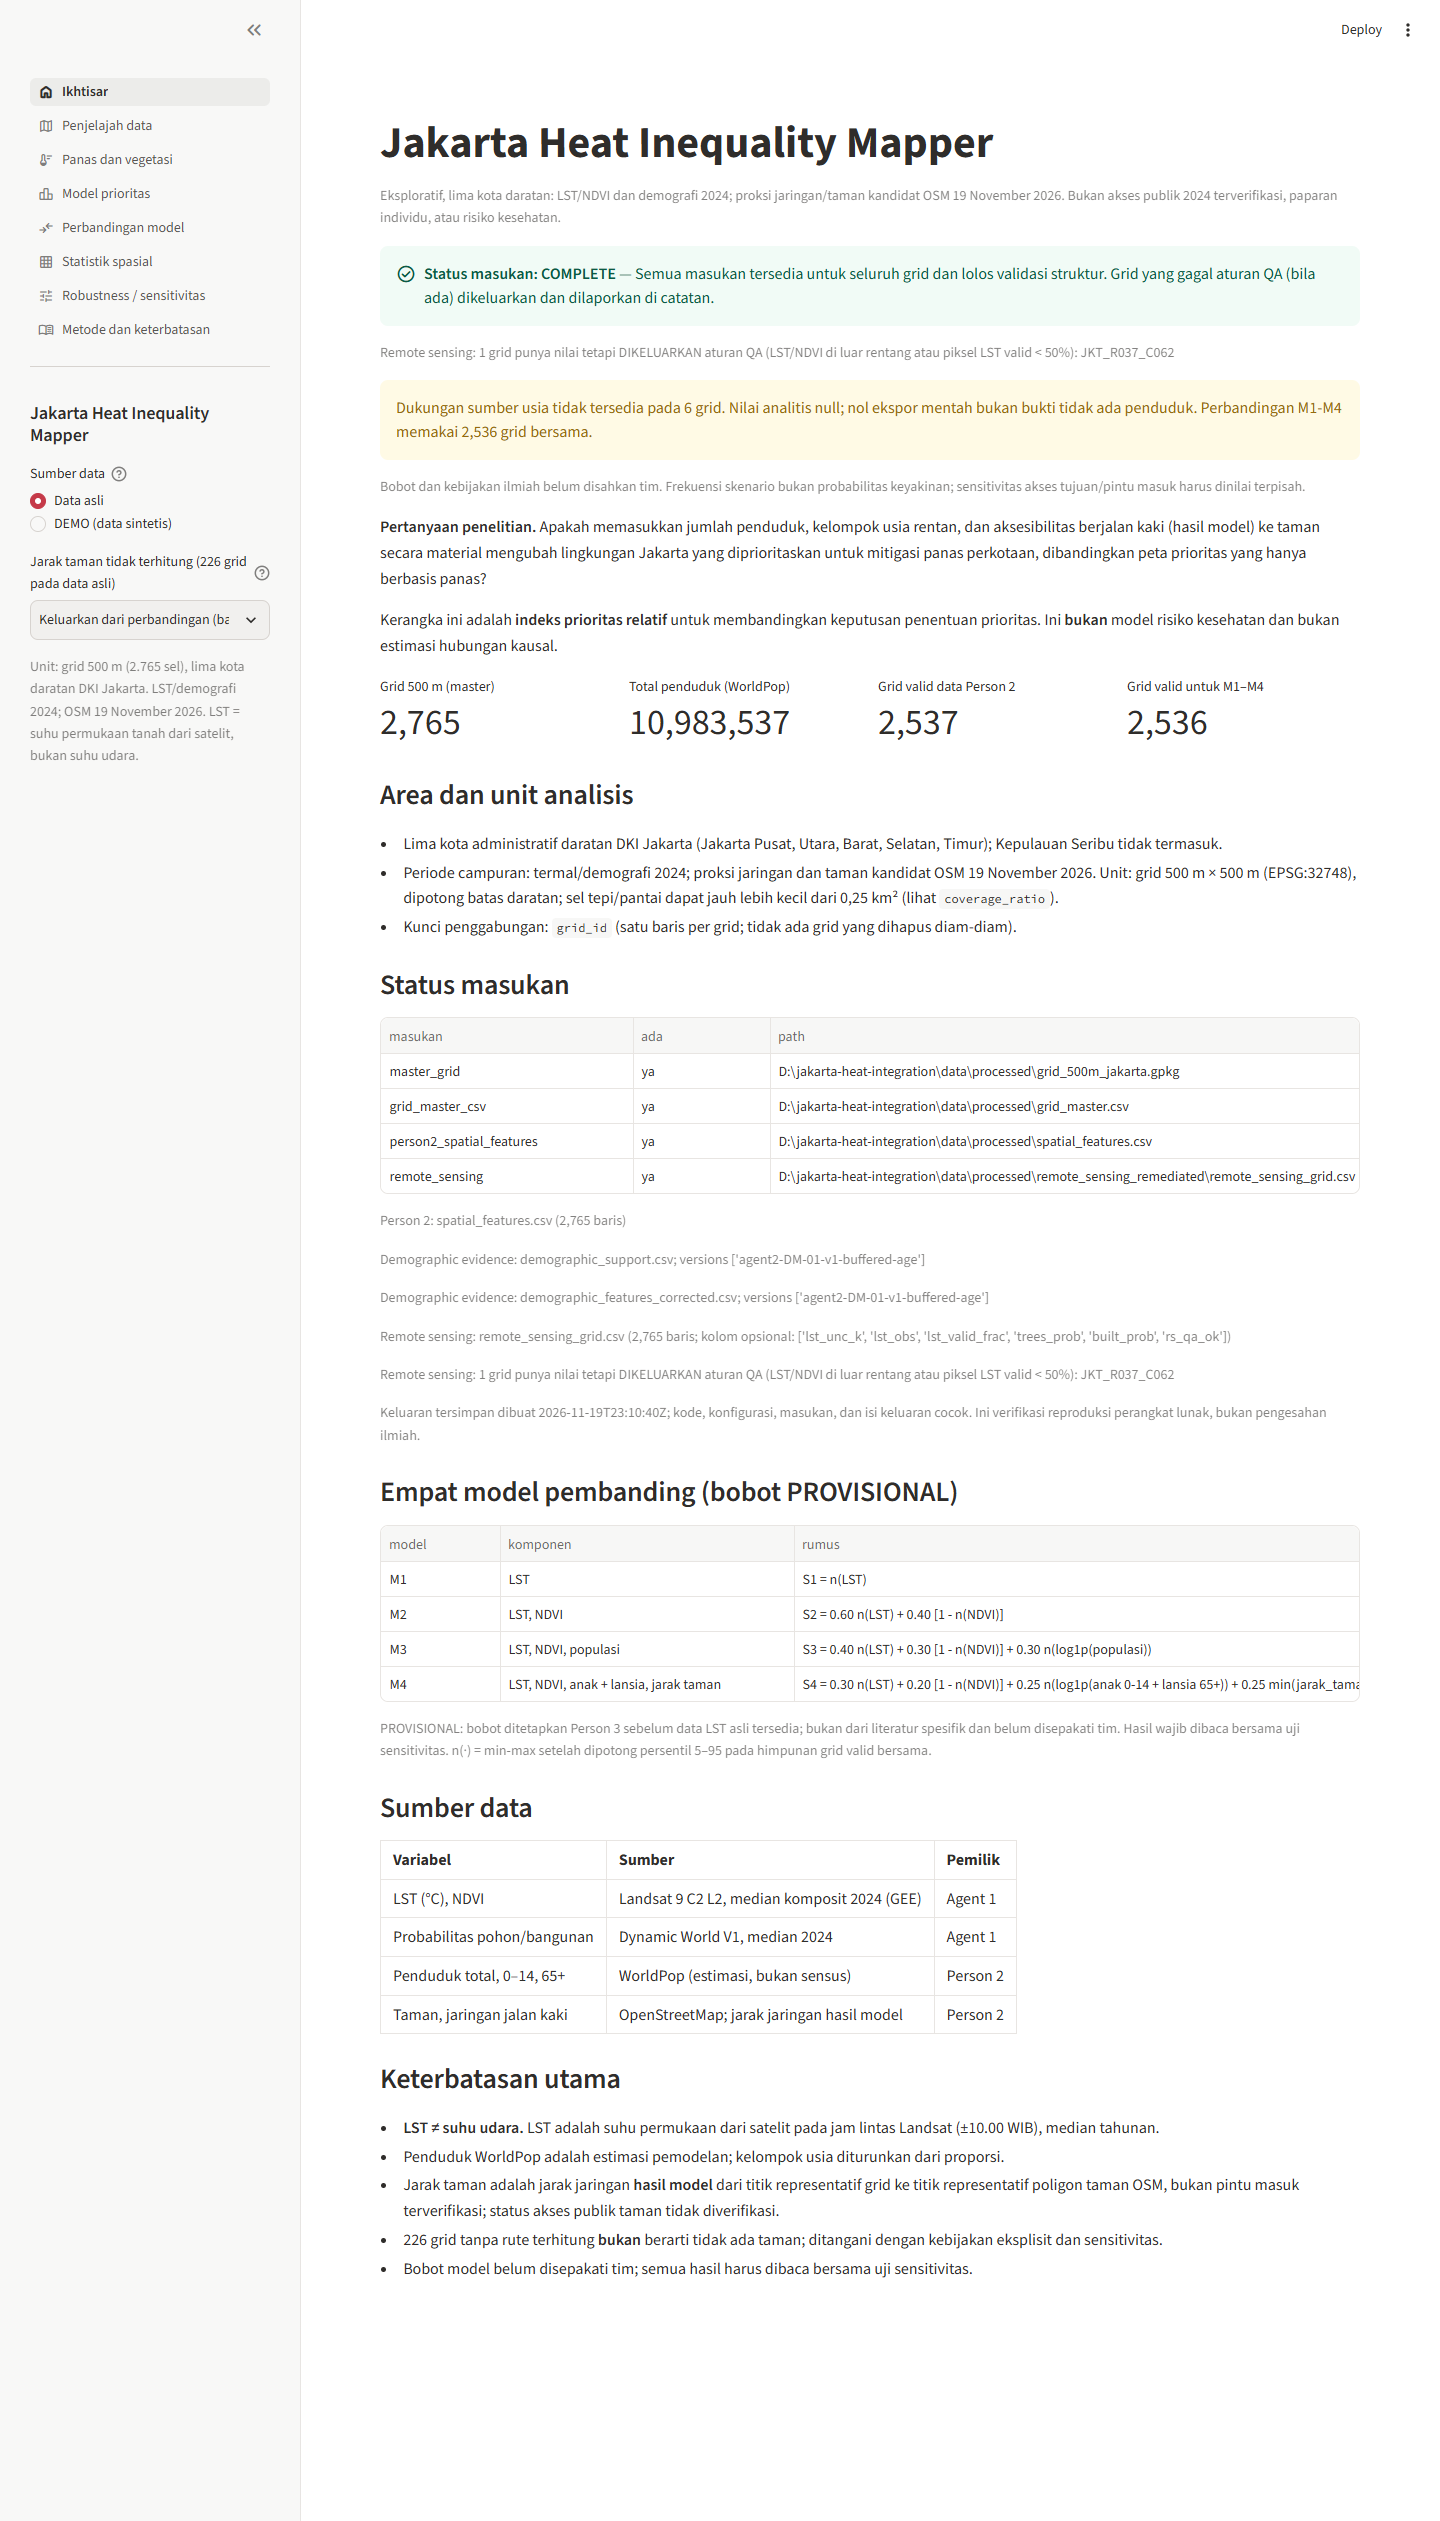 Deploy
Ikhtisar
Penjelajah data
Panas dan vegetasi
Model prioritas
Perbandingan model
Statistik spasial
Robustness / sensitivitas
Metode dan keterbatasan
Jakarta Heat Inequality
Mapper
Sumber data
Data asli
DEMO (data sintetis)
Jarak taman tidak terhitung (226 grid
pada data asli)
Keluarkan dari perbandingan (ba
Unit: grid 500 m (2.765 sel), lima kota
daratan DKI Jakarta. LST/demografi
2024; OSM 19 November 2026. LST =
suhu permukaan tanah dari satelit,
bukan suhu udara.
Jakarta Heat Inequality Mapper
Eksploratif, lima kota daratan: LST/NDVI dan demografi 2024; proksi jaringan/taman kandidat OSM 19 November 2026. Bukan akses publik 2024 terverifikasi, paparan
individu, atau risiko kesehatan.
Status masukan: COMPLETE — Semua masukan tersedia untuk seluruh grid dan lolos validasi struktur. Grid yang gagal aturan QA (bila
ada) dikeluarkan dan dilaporkan di catatan.
Remote sensing: 1 grid punya nilai tetapi DIKELUARKAN aturan QA (LST/NDVI di luar rentang atau piksel LST valid < 50%): JKT_R037_C062
Dukungan sumber usia tidak tersedia pada 6 grid. Nilai analitis null; nol ekspor mentah bukan bukti tidak ada penduduk. Perbandingan M1-M4
memakai 2,536 grid bersama.
Bobot dan kebijakan ilmiah belum disahkan tim. Frekuensi skenario bukan probabilitas keyakinan; sensitivitas akses tujuan/pintu masuk harus dinilai terpisah.
Pertanyaan penelitian. Apakah memasukkan jumlah penduduk, kelompok usia rentan, dan aksesibilitas berjalan kaki (hasil model) ke taman
secara material mengubah lingkungan Jakarta yang diprioritaskan untuk mitigasi panas perkotaan, dibandingkan peta prioritas yang hanya
berbasis panas?
Kerangka ini adalah indeks prioritas relatif untuk membandingkan keputusan penentuan prioritas. Ini bukan model risiko kesehatan dan bukan
estimasi hubungan kausal.
Grid 500 m (master)
2,765
Total penduduk (WorldPop)
10,983,537
Grid valid data Person 2
2,537
Grid valid untuk M1–M4
2,536
Area dan unit analisis
• Lima kota administratif daratan DKI Jakarta (Jakarta Pusat, Utara, Barat, Selatan, Timur); Kepulauan Seribu tidak termasuk.
• Periode campuran: termal/demografi 2024; proksi jaringan dan taman kandidat OSM 19 November 2026. Unit: grid 500 m × 500 m (EPSG:32748),
dipotong batas daratan; sel tepi/pantai dapat jauh lebih kecil dari 0,25 km² (lihat coverage_ratio ).
• Kunci penggabungan: grid_id (satu baris per grid; tidak ada grid yang dihapus diam-diam).
Status masukan
masukan ada path
master_grid ya D:\jakarta-heat-integration\data\processed\grid_500m_jakarta.gpkg
grid_master_csv ya D:\jakarta-heat-integration\data\processed\grid_master.csv
person2_spatial_features ya D:\jakarta-heat-integration\data\processed\spatial_features.csv
remote_sensing ya D:\jakarta-heat-integration\data\processed\remote_sensing_remediated\remote_sensing_grid.csv
Person 2: spatial_features.csv (2,765 baris)
Demographic evidence: demographic_support.csv; versions ['agent2-DM-01-v1-buffered-age']
Demographic evidence: demographic_features_corrected.csv; versions ['agent2-DM-01-v1-buffered-age']
Remote sensing: remote_sensing_grid.csv (2,765 baris; kolom opsional: ['lst_unc_k', 'lst_obs', 'lst_valid_frac', 'trees_prob', 'built_prob', 'rs_qa_ok'])
Remote sensing: 1 grid punya nilai tetapi DIKELUARKAN aturan QA (LST/NDVI di luar rentang atau piksel LST valid < 50%): JKT_R037_C062
Keluaran tersimpan dibuat 2026-11-19T23:10:40Z; kode, konfigurasi, masukan, dan isi keluaran cocok. Ini verifikasi reproduksi perangkat lunak, bukan pengesahan
ilmiah.
Empat model pembanding (bobot PROVISIONAL)
model komponen rumus
M1 LST S1 = n(LST)
M2 LST, NDVI S2 = 0.60 n(LST) + 0.40 [1 - n(NDVI)]
M3 LST, NDVI, populasi S3 = 0.40 n(LST) + 0.30 [1 - n(NDVI)] + 0.30 n(log1p(populasi))
M4 LST, NDVI, anak + lansia, jarak taman S4 = 0.30 n(LST) + 0.20 [1 - n(NDVI)] + 0.25 n(log1p(anak 0-14 + lansia 65+)) + 0.25 min(jarak_tama
PROVISIONAL: bobot ditetapkan Person 3 sebelum data LST asli tersedia; bukan dari literatur spesifik dan belum disepakati tim. Hasil wajib dibaca bersama uji
sensitivitas. n(·) = min-max setelah dipotong persentil 5–95 pada himpunan grid valid bersama.
Sumber data
Variabel Sumber Pemilik
LST (°C), NDVI Landsat 9 C2 L2, median komposit 2024 (GEE) Agent 1
Probabilitas pohon/bangunan Dynamic World V1, median 2024 Agent 1
Penduduk total, 0–14, 65+ WorldPop (estimasi, bukan sensus) Person 2
Taman, jaringan jalan kaki OpenStreetMap; jarak jaringan hasil model Person 2
Keterbatasan utama
• LST ≠ suhu udara. LST adalah suhu permukaan dari satelit pada jam lintas Landsat (±10.00 WIB), median tahunan.
• Penduduk WorldPop adalah estimasi pemodelan; kelompok usia diturunkan dari proporsi.
• Jarak taman adalah jarak jaringan hasil model dari titik representatif grid ke titik representatif poligon taman OSM, bukan pintu masuk
terverifikasi; status akses publik taman tidak diverifikasi.
• 226 grid tanpa rute terhitung bukan berarti tidak ada taman; ditangani dengan kebijakan eksplisit dan sensitivitas.
• Bobot model belum disepakati tim; semua hasil harus dibaca bersama uji sensitivitas.